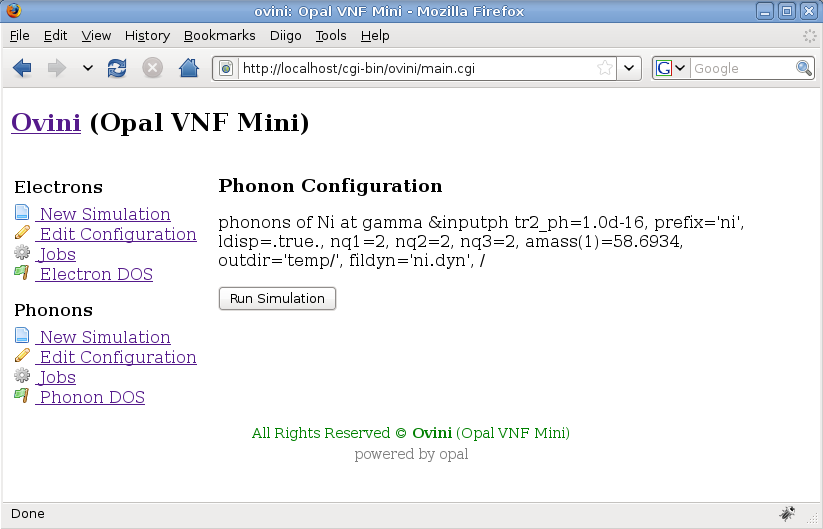 ovini: Opal VNF Mini - Mozilla Firefox
File Edit View History Bookmarks Diigo Tools Help
http://localhost/cgi-bin/ovini/main.cgi
G Google
Ovini (Opal VNF Mini)
Electrons
New Simulation
Edit Configuration
Jobs
Electron DOS
Phonons
New Simulation
Edit Configuration
Jobs
Phonon DOS
Phonon Configuration
phonons of Ni at gamma &inputph tr2_ph=1.0d-16, prefix='ni',
ldisp=.true., nq1=2, nq2=2, nq3=2, amass(1)=58.6934,
outdir='temp/', fildyn='ni.dyn', /
Run Simulation
All Rights Reserved © Ovini (Opal VNF Mini)
powered by opal
Done